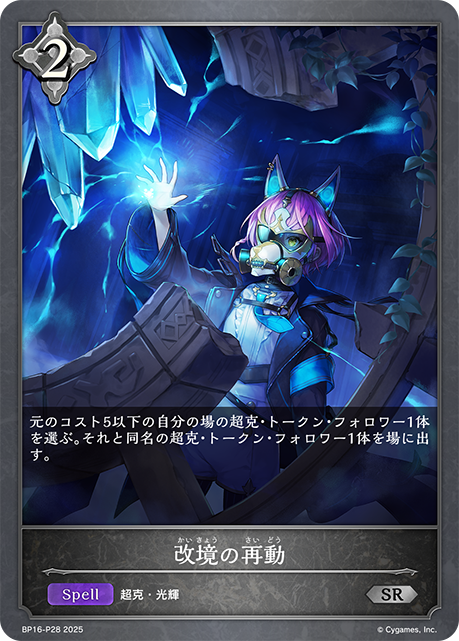 2
元のコスト5以下の自分の場の超克・トークン・フォロワー1体
を選ぶ。それと同名の超克・トークン・フォロワー1体を場に出
す。
かいきょう さいどう
改境の再動
Spell 超克・光輝 SR
BP16-P28 2025 © Cygames, Inc.